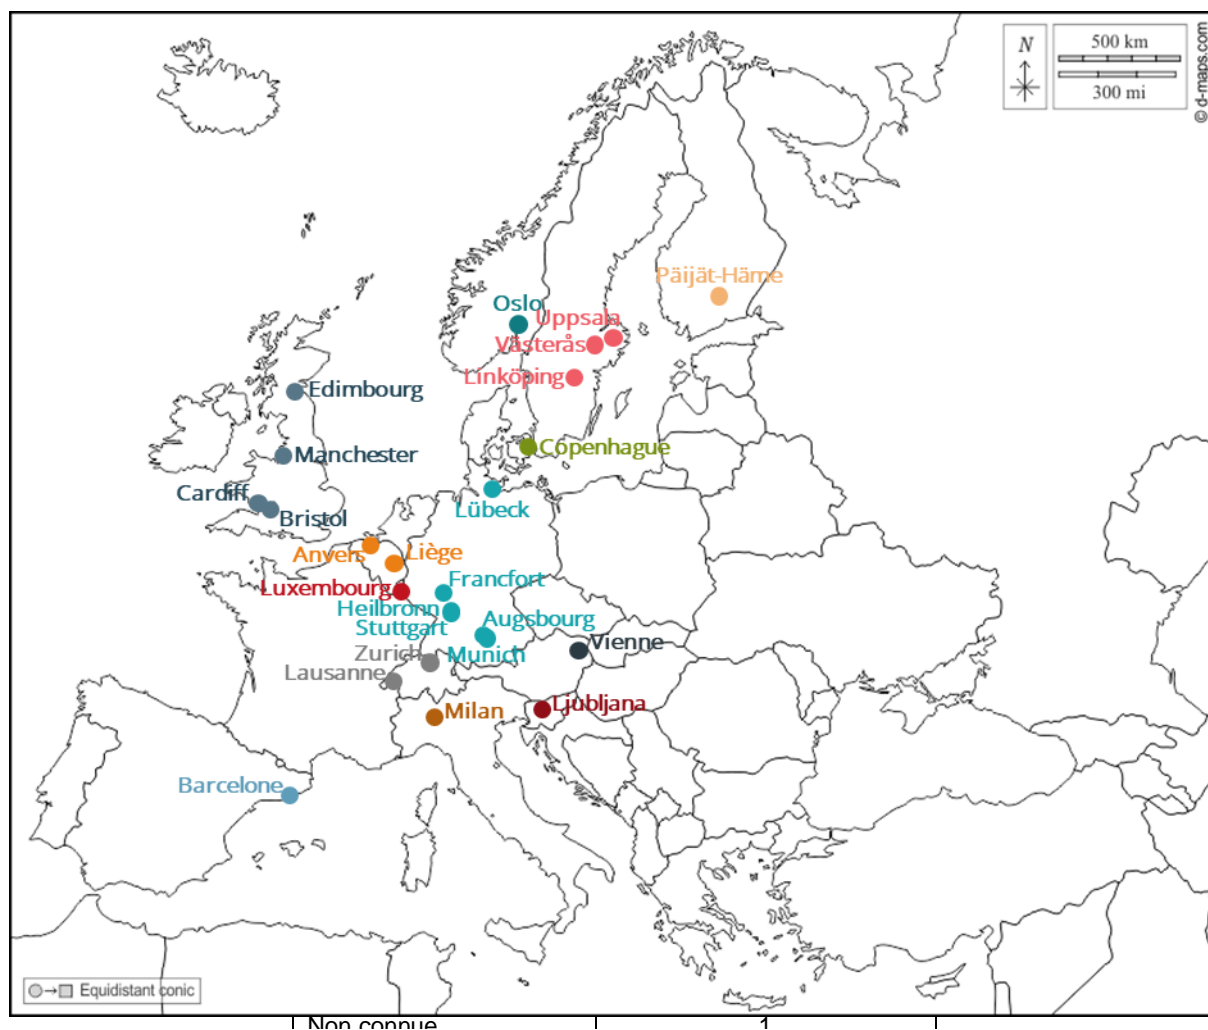 N
500 km
300 mi
© d-maps.com
Päijät-Häme
Oslo
Uppsala
Västerås
Linköping
Edimbourg
Copenhague
Manchester
Cardiff
Lübeck
Bristol
Anvers
Liège
Francfort
Luxembourg
Heilbronn
Augsbourg
Stuttgart
Vienne
Zurich
Munich
Lausanne
Ljubljana
Milan
Barcelone
Equidistant conic
Non connue 1